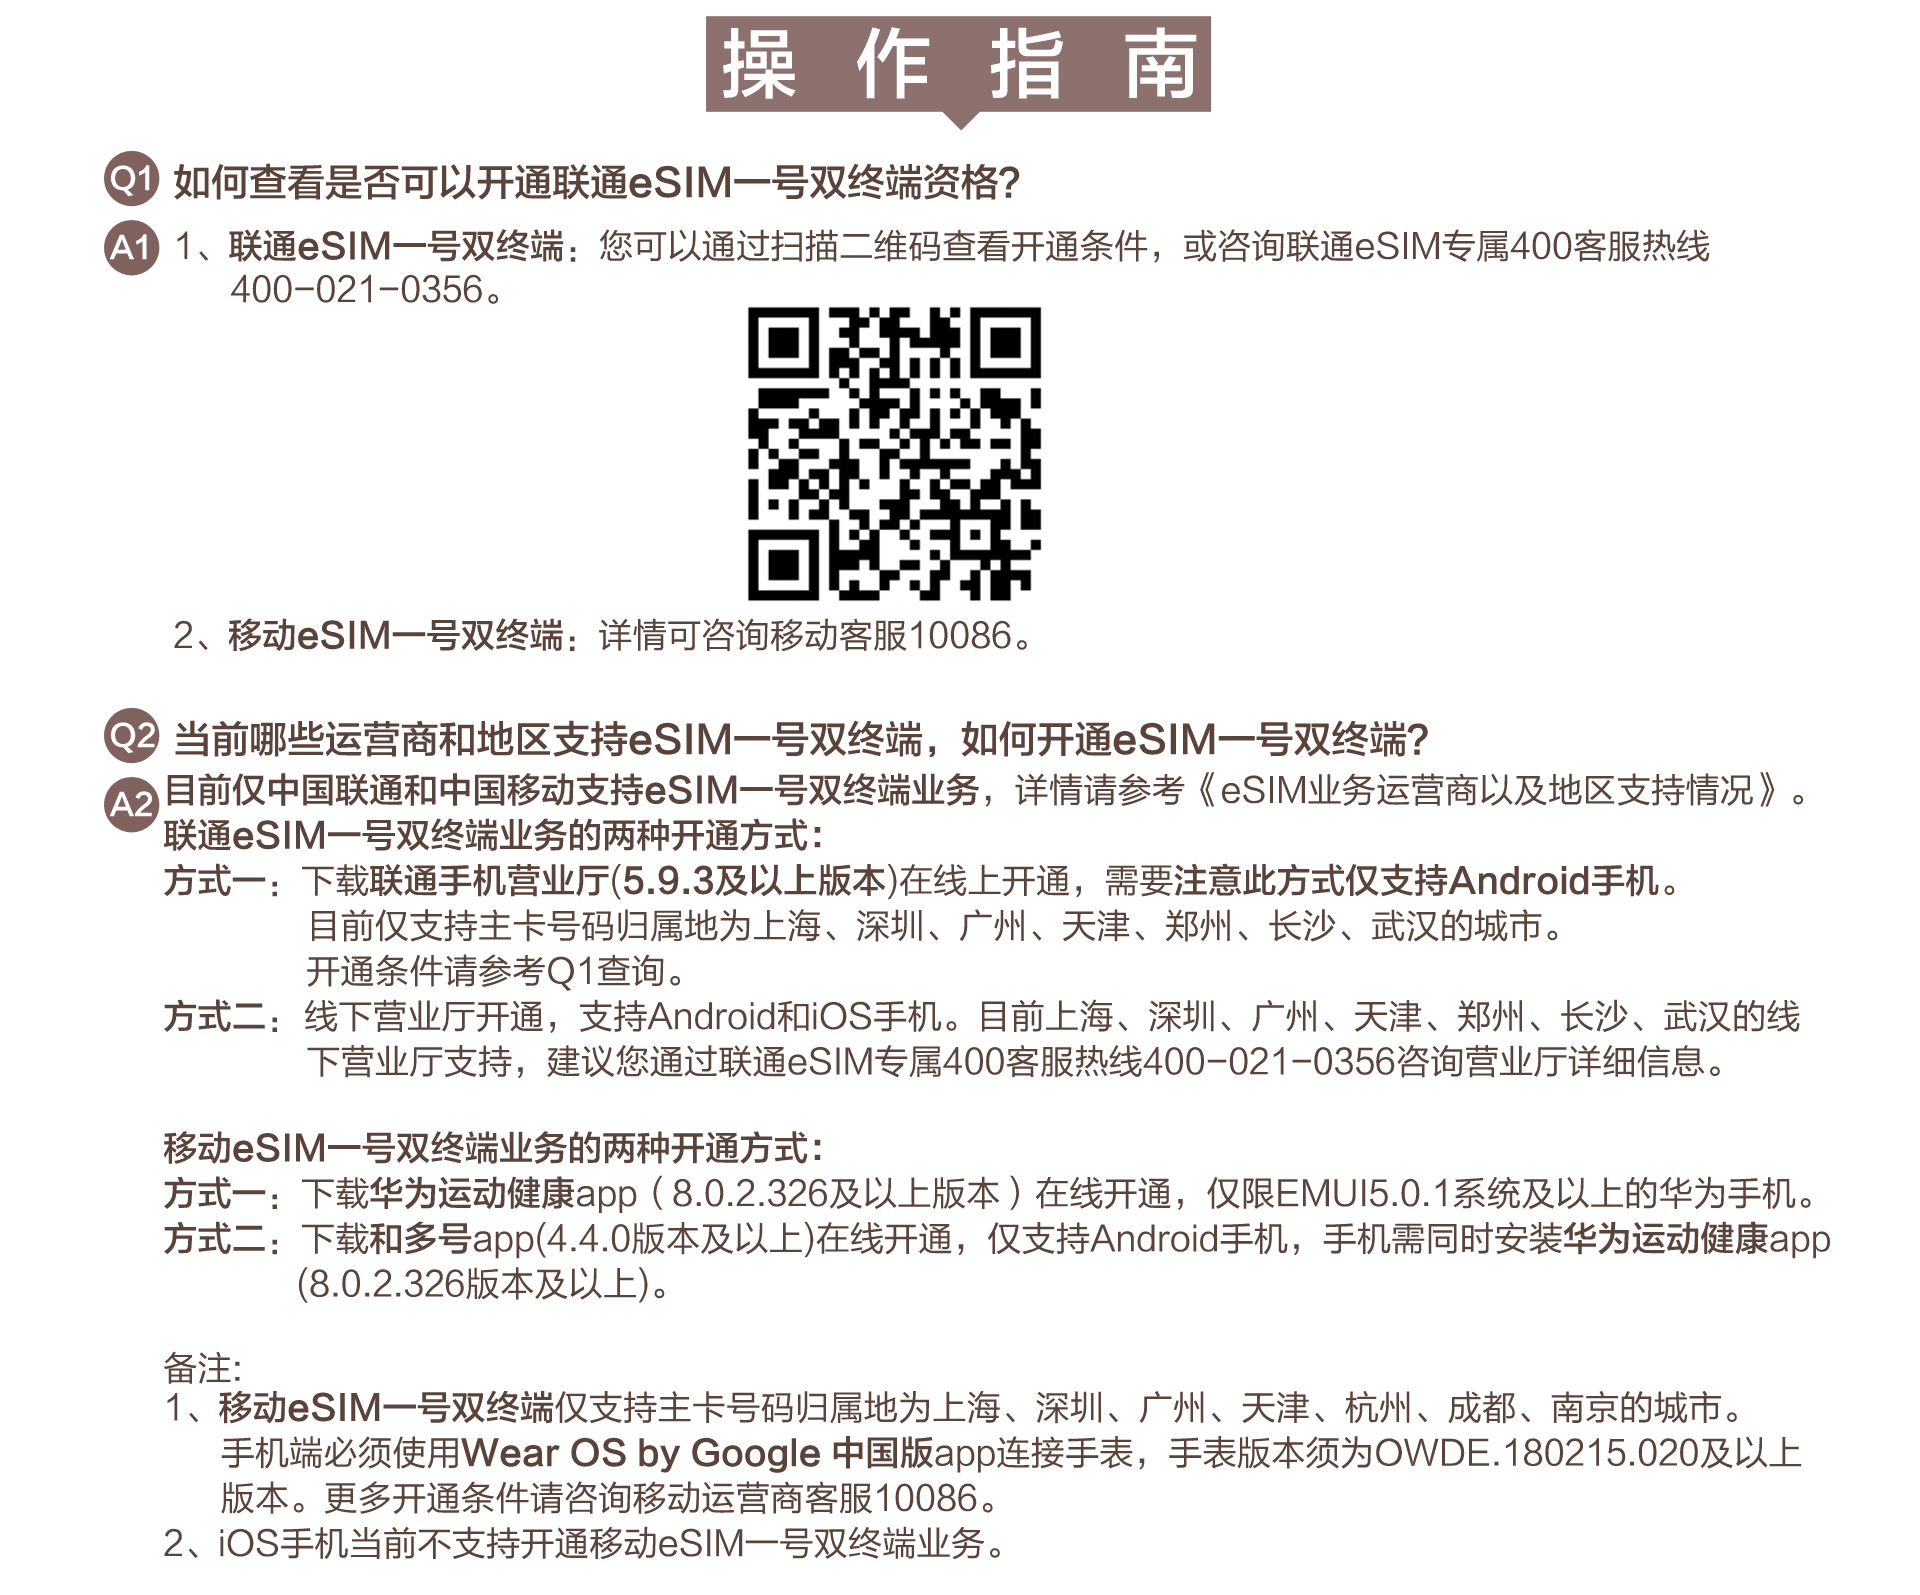 操作指南
Q1 如何查看是否可以开通联通eSIM一号双终端资格？
A1 1、联通eSIM一号双终端：您可以通过扫描二维码查看开通条件，或咨询联通eSIM专属400客服热线
400-021-0356。
2、移动eSIM一号双终端：详情可咨询移动客服10086。
Q2 当前哪些运营商和地区支持eSIM一号双终端，如何开通eSIM一号双终端？
A2 目前仅中国联通和中国移动支持eSIM一号双终端业务，详情请参考《eSIM业务运营商以及地区支持情况》。
联通eSIM一号双终端业务的两种开通方式：
方式一：下载联通手机营业厅(5.9.3及以上版本)在线上开通，需要注意此方式仅支持Android手机。
目前仅支持主卡号码归属地为上海、深圳、广州、天津、郑州、长沙、武汉的城市。
开通条件请参考Q1查询。
方式二：线下营业厅开通，支持Android和iOS手机。目前上海、深圳、广州、天津、郑州、长沙、武汉的线
下营业厅支持，建议您通过联通eSIM专属400客服热线400-021-0356咨询营业厅详细信息。
移动eSIM一号双终端业务的两种开通方式：
方式一：下载华为运动健康app（8.0.2.326及以上版本）在线开通，仅限EMUI5.0.1系统及以上的华为手机。
方式二：下载和多号app(4.4.0版本及以上)在线开通，仅支持Android手机，手机需同时安装华为运动健康app
(8.0.2.326版本及以上)。
备注:
1、移动eSIM一号双终端仅支持主卡号码归属地为上海、深圳、广州、天津、杭州、成都、南京的城市。
手机端必须使用Wear OS by Google 中国版app连接手表，手表版本须为OWDE.180215.020及以上
版本。更多开通条件请咨询移动运营商客服10086。
2、iOS手机当前不支持开通移动eSIM一号双终端业务。